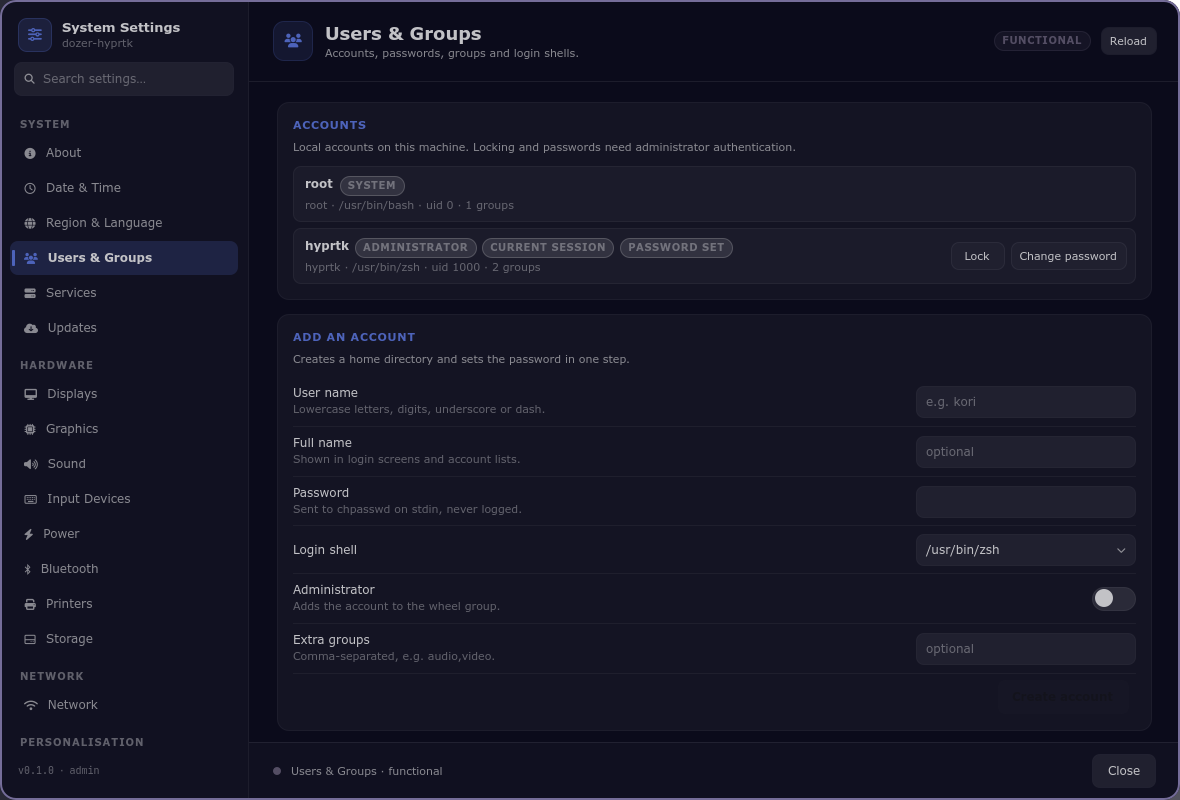 System Settings
dozer-hyprtk
Search settings...
SYSTEM
About
Date & Time
Region & Language
Users & Groups
Services
Updates
HARDWARE
Displays
Graphics
Sound
Input Devices
Power
Bluetooth
Printers
Storage
NETWORK
Network
PERSONALISATION
v0.1.0 · admin
Users & Groups
Accounts, passwords, groups and login shells.
FUNCTIONAL
Reload
ACCOUNTS
Local accounts on this machine. Locking and passwords need administrator authentication.
root SYSTEM
root · /usr/bin/bash · uid 0 · 1 groups
hyprtk ADMINISTRATOR CURRENT SESSION PASSWORD SET
hyprtk · /usr/bin/zsh · uid 1000 · 2 groups
Lock
Change password
ADD AN ACCOUNT
Creates a home directory and sets the password in one step.
User name
Lowercase letters, digits, underscore or dash.
e.g. kori
Full name
Shown in login screens and account lists.
optional
Password
Sent to chpasswd on stdin, never logged.
Login shell
/usr/bin/zsh
Administrator
Adds the account to the wheel group.
Extra groups
Comma-separated, e.g. audio,video.
optional
Create account
Users & Groups · functional
Close